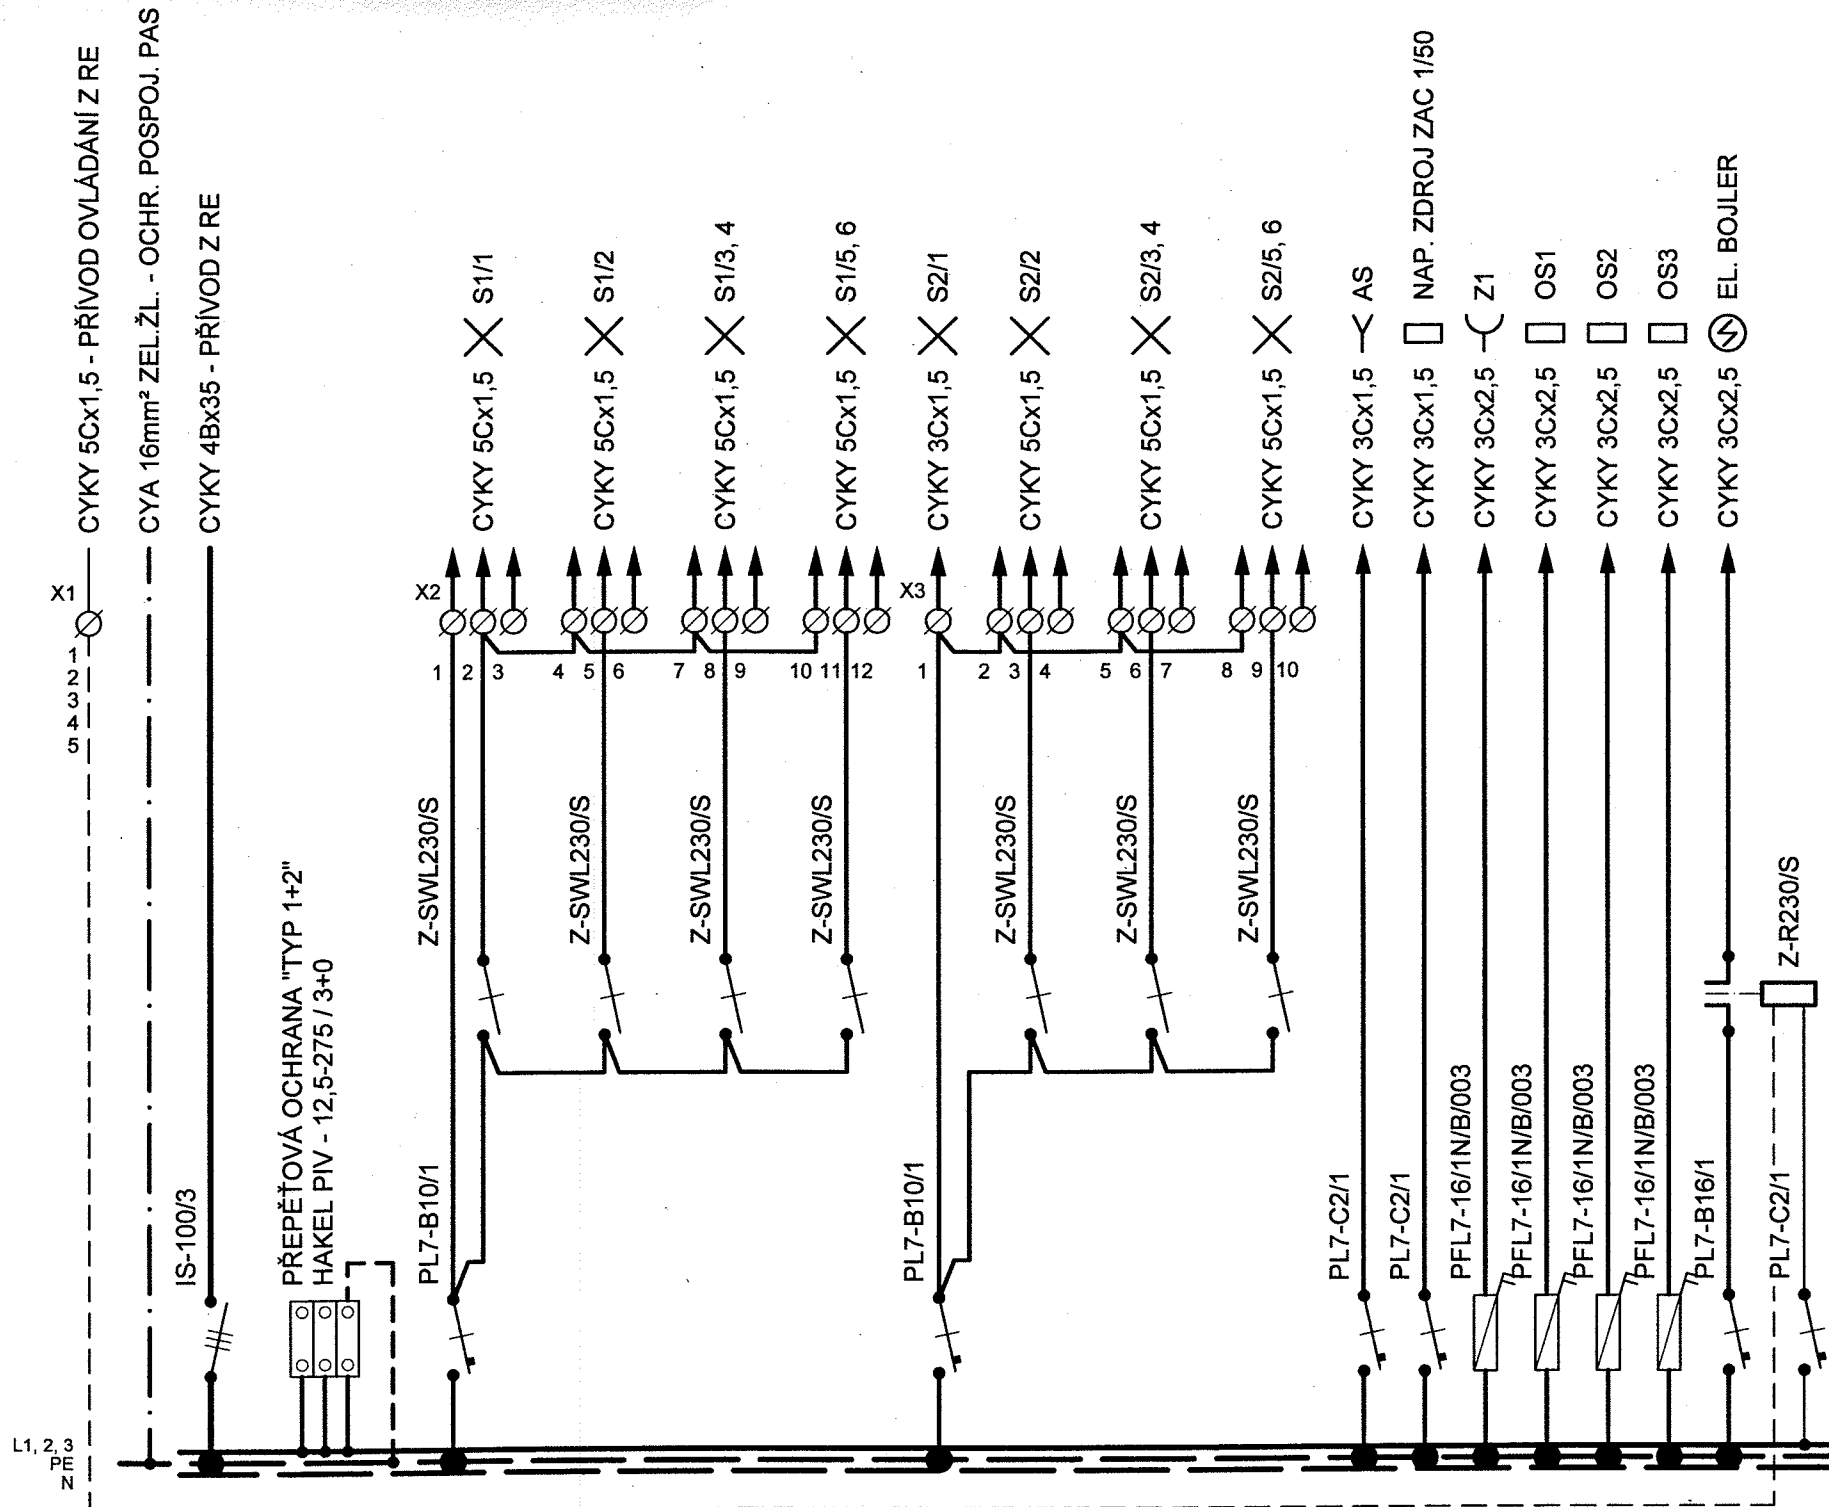 CYKY 5Cx1,5 - PŘÍVOD OVLÁDÁNÍ Z RE
CYA 16mm² ZEL.ŽL. - OCHR. POSPOJ. PAS
CYKY 4Bx35 - PŘÍVOD Z RE
CYKY 5Cx1,5 S1/1
CYKY 5Cx1,5 S1/2
CYKY 5Cx1,5 S1/3, 4
CYKY 5Cx1,5 S1/5, 6
CYKY 3Cx1,5 S2/1
CYKY 5Cx1,5 S2/2
CYKY 5Cx1,5 S2/3, 4
CYKY 5Cx1,5 S2/5, 6
CYKY 3Cx1,5 AS
CYKY 3Cx1,5 NAP. ZDROJ ZAC 1/50
CYKY 3Cx2,5 Z1
CYKY 3Cx2,5 OS1
CYKY 3Cx2,5 OS2
CYKY 3Cx2,5 OS3
CYKY 3Cx2,5 EL. BOJLER
X1
1
2
3
4
5
X2
1 2 3 4 5 6 7 8 9 10 11 12
X3
1 2 3 4 5 6 7 8 9 10
Z-SWL230/S
Z-SWL230/S
Z-SWL230/S
Z-SWL230/S
Z-SWL230/S
Z-SWL230/S
Z-SWL230/S
Z-R230/S
IS-100/3
PŘEPĚŤOVÁ OCHRANA "TYP 1+2"
HAKEL PIV - 12,5-275 / 3+0
PL7-B10/1
PL7-B10/1
PL7-C2/1
PL7-C2/1
PFL7-16/1N/B/003
PFL7-16/1N/B/003
PFL7-16/1N/B/003
PFL7-16/1N/B/003
PL7-B16/1
PL7-C2/1
L1, 2, 3
PE
N